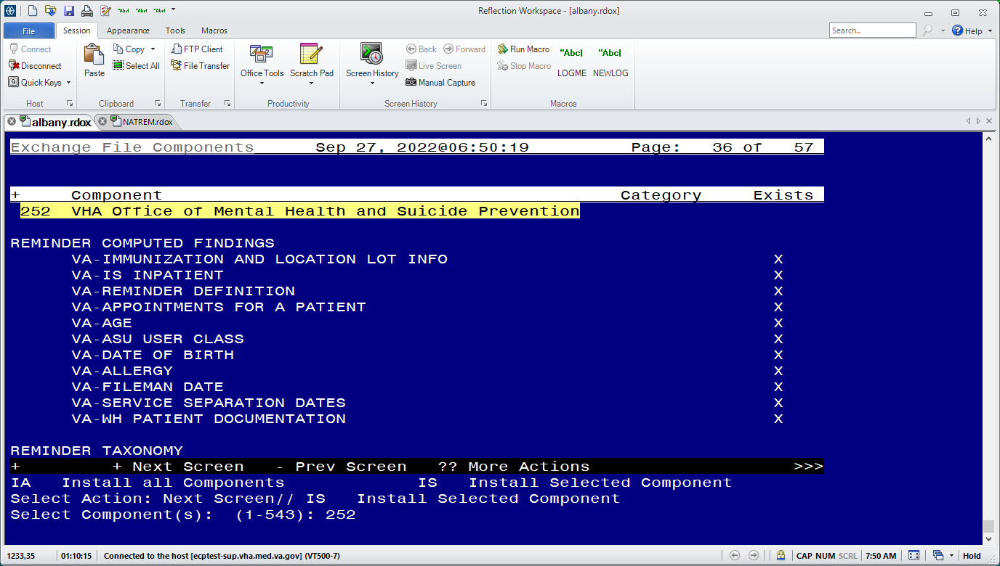 Reflection Workspace - [albany.rdox]
"Abc| "Abc| "Abc|
File Session Appearance Tools Macros Search... Help
Connect Copy FTP Client Back Forward Run Macro "Abc| "Abc|
Disconnect Select All File Transfer Live Screen Stop Macro
Quick Keys Paste Office Tools Scratch Pad Screen History Manual Capture LOGME NEWLOG
Host Clipboard Transfer Productivity Screen History Macros
albany.rdox NATREM.rdox
Exchange File Components Sep 27, 2022@06:50:19 Page: 36 of 57
+ Component Category Exists
252 VHA Office of Mental Health and Suicide Prevention
REMINDER COMPUTED FINDINGS
VA-IMMUNIZATION AND LOCATION LOT INFO X
VA-IS INPATIENT X
VA-REMINDER DEFINITION X
VA-APPOINTMENTS FOR A PATIENT X
VA-AGE X
VA-ASU USER CLASS X
VA-DATE OF BIRTH X
VA-ALLERGY X
VA-FILEMAN DATE X
VA-SERVICE SEPARATION DATES X
VA-WH PATIENT DOCUMENTATION X
REMINDER TAXONOMY
+ + Next Screen - Prev Screen ?? More Actions >>>
IA Install all Components IS Install Selected Component
Select Action: Next Screen// IS Install Selected Component
Select Component(s): (1-543): 252
1233,35 01:10:15 Connected to the host [ecptest-sup.vha.med.va.gov] (VT500-7) CAP NUM SCRL 7:50 AM Hold